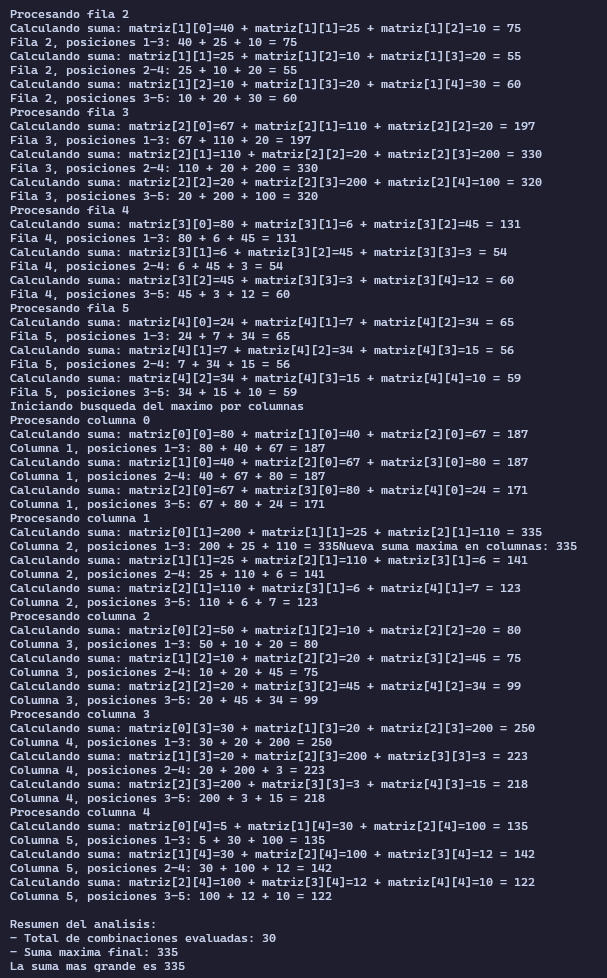 Procesando fila 2
Calculando suma: matriz[1][0]=40 + matriz[1][1]=25 + matriz[1][2]=10 = 75
Fila 2, posiciones 1-3: 40 + 25 + 10 = 75
Calculando suma: matriz[1][1]=25 + matriz[1][2]=10 + matriz[1][3]=20 = 55
Fila 2, posiciones 2-4: 25 + 10 + 20 = 55
Calculando suma: matriz[1][2]=10 + matriz[1][3]=20 + matriz[1][4]=30 = 60
Fila 2, posiciones 3-5: 10 + 20 + 30 = 60
Procesando fila 3
Calculando suma: matriz[2][0]=67 + matriz[2][1]=110 + matriz[2][2]=20 = 197
Fila 3, posiciones 1-3: 67 + 110 + 20 = 197
Calculando suma: matriz[2][1]=110 + matriz[2][2]=20 + matriz[2][3]=200 = 330
Fila 3, posiciones 2-4: 110 + 20 + 200 = 330
Calculando suma: matriz[2][2]=20 + matriz[2][3]=200 + matriz[2][4]=100 = 320
Fila 3, posiciones 3-5: 20 + 200 + 100 = 320
Procesando fila 4
Calculando suma: matriz[3][0]=80 + matriz[3][1]=6 + matriz[3][2]=45 = 131
Fila 4, posiciones 1-3: 80 + 6 + 45 = 131
Calculando suma: matriz[3][1]=6 + matriz[3][2]=45 + matriz[3][3]=3 = 54
Fila 4, posiciones 2-4: 6 + 45 + 3 = 54
Calculando suma: matriz[3][2]=45 + matriz[3][3]=3 + matriz[3][4]=12 = 60
Fila 4, posiciones 3-5: 45 + 3 + 12 = 60
Procesando fila 5
Calculando suma: matriz[4][0]=24 + matriz[4][1]=7 + matriz[4][2]=34 = 65
Fila 5, posiciones 1-3: 24 + 7 + 34 = 65
Calculando suma: matriz[4][1]=7 + matriz[4][2]=34 + matriz[4][3]=15 = 56
Fila 5, posiciones 2-4: 7 + 34 + 15 = 56
Calculando suma: matriz[4][2]=34 + matriz[4][3]=15 + matriz[4][4]=10 = 59
Fila 5, posiciones 3-5: 34 + 15 + 10 = 59
Iniciando busqueda del maximo por columnas
Procesando columna 0
Calculando suma: matriz[0][0]=80 + matriz[1][0]=40 + matriz[2][0]=67 = 187
Columna 1, posiciones 1-3: 80 + 40 + 67 = 187
Calculando suma: matriz[1][0]=40 + matriz[2][0]=67 + matriz[3][0]=80 = 187
Columna 1, posiciones 2-4: 40 + 67 + 80 = 187
Calculando suma: matriz[2][0]=67 + matriz[3][0]=80 + matriz[4][0]=24 = 171
Columna 1, posiciones 3-5: 67 + 80 + 24 = 171
Procesando columna 1
Calculando suma: matriz[0][1]=200 + matriz[1][1]=25 + matriz[2][1]=110 = 335
Columna 2, posiciones 1-3: 200 + 25 + 110 = 335Nueva suma maxima en columnas: 335
Calculando suma: matriz[1][1]=25 + matriz[2][1]=110 + matriz[3][1]=6 = 141
Columna 2, posiciones 2-4: 25 + 110 + 6 = 141
Calculando suma: matriz[2][1]=110 + matriz[3][1]=6 + matriz[4][1]=7 = 123
Columna 2, posiciones 3-5: 110 + 6 + 7 = 123
Procesando columna 2
Calculando suma: matriz[0][2]=50 + matriz[1][2]=10 + matriz[2][2]=20 = 80
Columna 3, posiciones 1-3: 50 + 10 + 20 = 80
Calculando suma: matriz[1][2]=10 + matriz[2][2]=20 + matriz[3][2]=45 = 75
Columna 3, posiciones 2-4: 10 + 20 + 45 = 75
Calculando suma: matriz[2][2]=20 + matriz[3][2]=45 + matriz[4][2]=34 = 99
Columna 3, posiciones 3-5: 20 + 45 + 34 = 99
Procesando columna 3
Calculando suma: matriz[0][3]=30 + matriz[1][3]=20 + matriz[2][3]=200 = 250
Columna 4, posiciones 1-3: 30 + 20 + 200 = 250
Calculando suma: matriz[1][3]=20 + matriz[2][3]=200 + matriz[3][3]=3 = 223
Columna 4, posiciones 2-4: 20 + 200 + 3 = 223
Calculando suma: matriz[2][3]=200 + matriz[3][3]=3 + matriz[4][3]=15 = 218
Columna 4, posiciones 3-5: 200 + 3 + 15 = 218
Procesando columna 4
Calculando suma: matriz[0][4]=5 + matriz[1][4]=30 + matriz[2][4]=100 = 135
Columna 5, posiciones 1-3: 5 + 30 + 100 = 135
Calculando suma: matriz[1][4]=30 + matriz[2][4]=100 + matriz[3][4]=12 = 142
Columna 5, posiciones 2-4: 30 + 100 + 12 = 142
Calculando suma: matriz[2][4]=100 + matriz[3][4]=12 + matriz[4][4]=10 = 122
Columna 5, posiciones 3-5: 100 + 12 + 10 = 122

Resumen del analisis:
- Total de combinaciones evaluadas: 30
- Suma maxima final: 335
La suma mas grande es 335